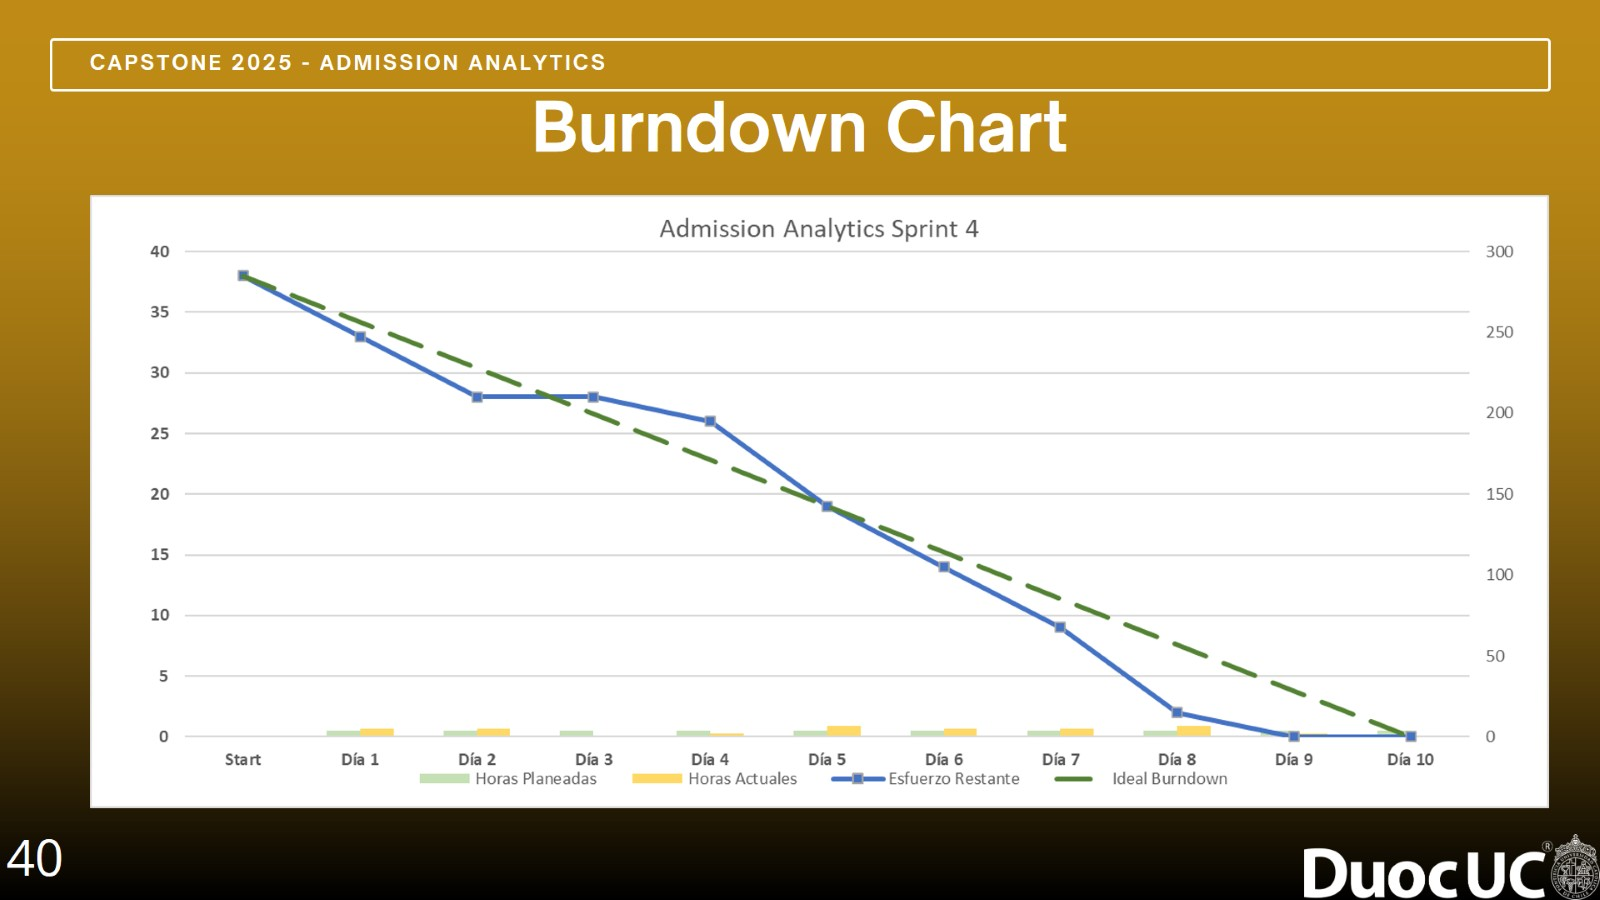 CAPSTONE 2025 - ADMISSION ANALYTICS
Burndown Chart
Admission Analytics Sprint 4
40 300
35
250
30
200
25
20 150
15
100
10
50
5
0 0
Start Día 1 Día 2 Día 3 Día 4 Día 5 Día 6 Día 7 Día 8 Día 9 Día 10
Horas Planeadas Horas Actuales Esfuerzo Restante Ideal Burndown
40
Duoc UC®